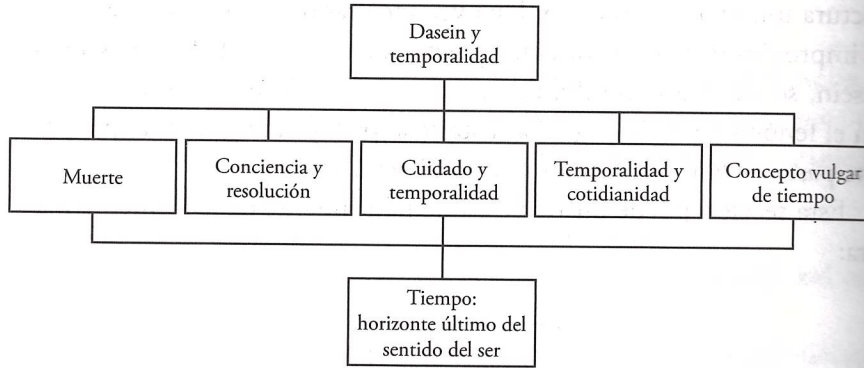 Dasein y
temporalidad
Muerte
Conciencia y
resolución
Cuidado y
temporalidad
Temporalidad y
cotidianidad
Concepto vulgar
de tiempo
Tiempo:
horizonte último del
sentido del ser